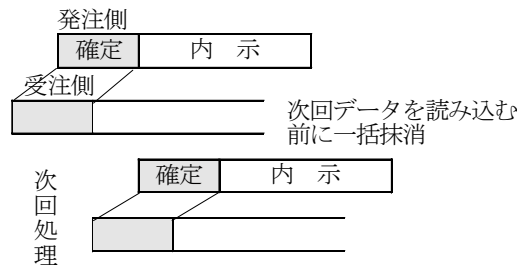 発注側
確定 内 示
受注側
次回データを読み込む
前に一括抹消
確定 内 示
次回処理